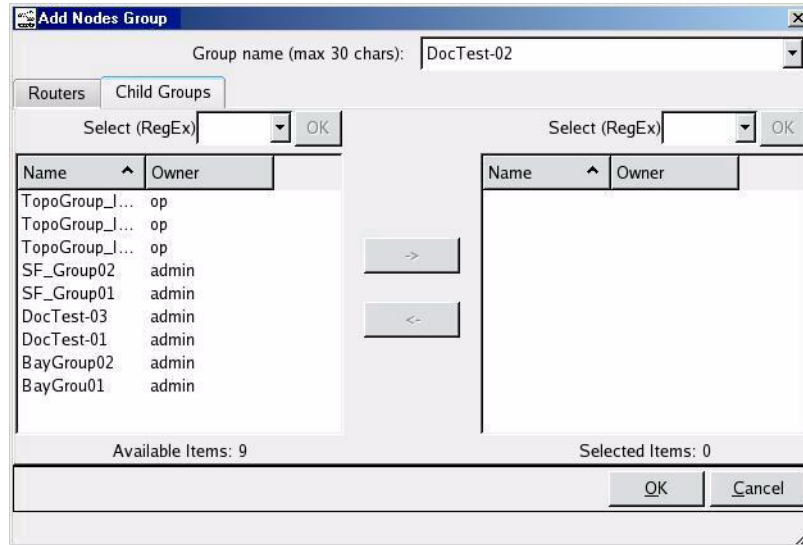 Add Nodes Group
Group name (max 30 chars): DocTest-02
Routers Child Groups
Select (RegEx) OK Select (RegEx) OK
Name Owner Name Owner
TopoGroup_I... op
TopoGroup_I... op
TopoGroup_I... op
SF_Group02 admin
SF_Group01 admin
DocTest-03 admin
DocTest-01 admin
BayGroup02 admin
BayGrou01 admin
->
<-
Available Items: 9 Selected Items: 0
OK Cancel